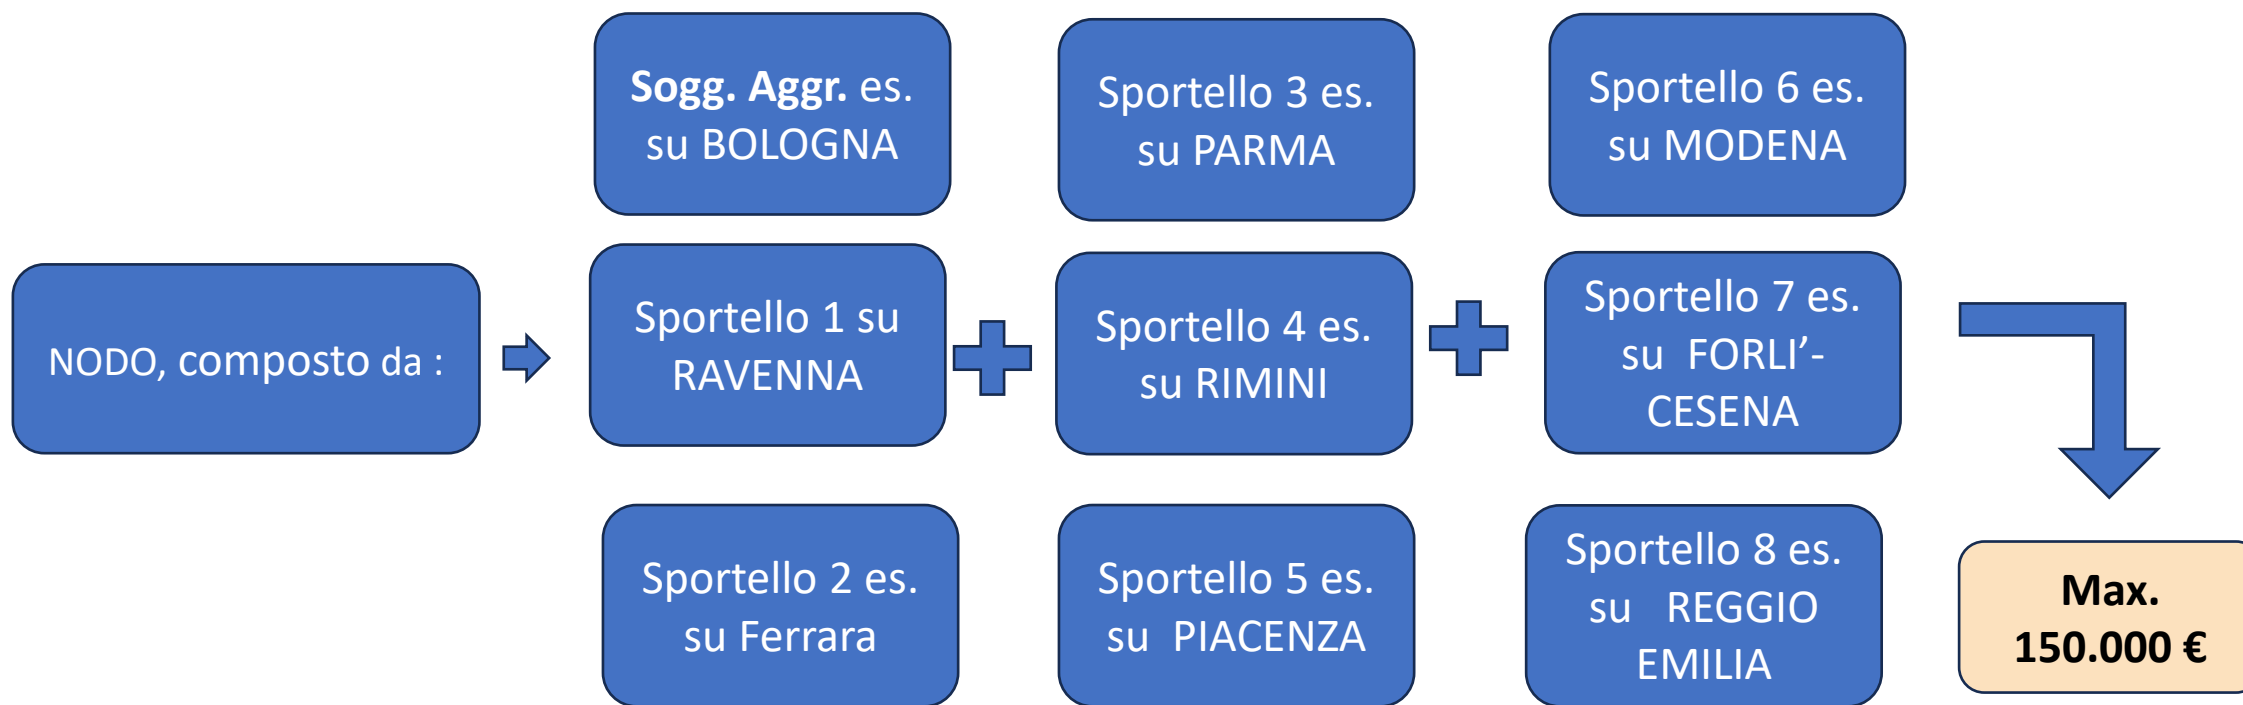 NODO, composto da :
Sogg. Aggr. es.
su BOLOGNA
Sportello 1 su
RAVENNA
Sportello 2 es.
su Ferrara
Sportello 3 es.
su PARMA
Sportello 4 es.
su RIMINI
Sportello 5 es.
su PIACENZA
Sportello 6 es.
su MODENA
Sportello 7 es.
su FORLI’-
CESENA
Sportello 8 es.
su REGGIO
EMILIA
Max.
150.000 €